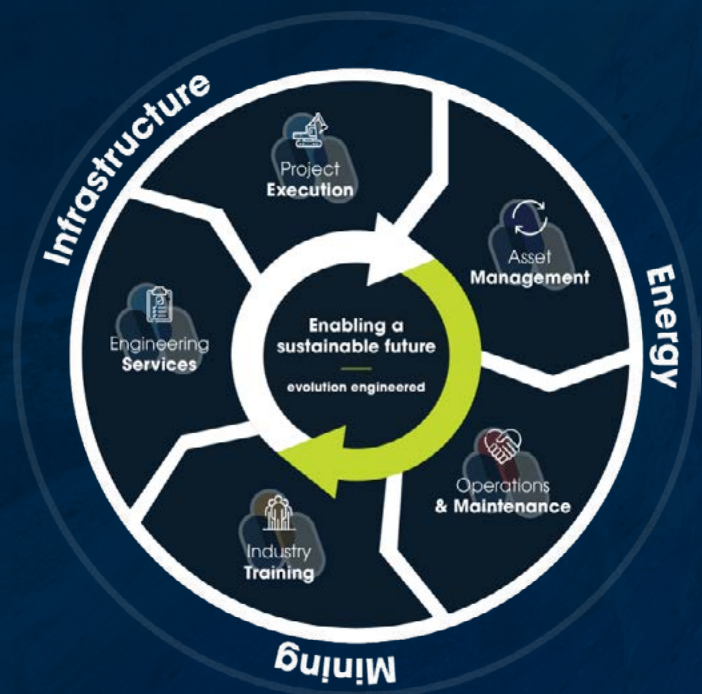 Infrastructure
Energy
Mining
Project
Execution
Asset
Management
Operations
& Maintenance
Industry
Training
Engineering
Services
Enabling a
sustainable future
evolution engineered